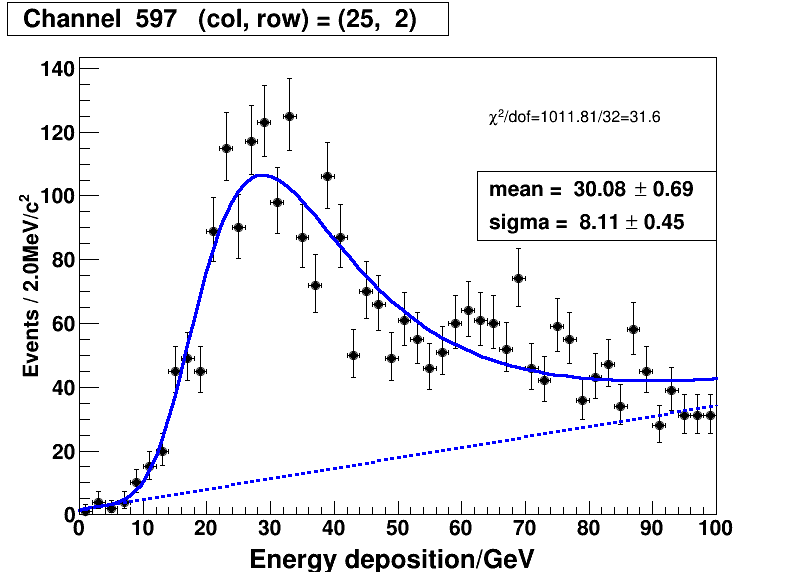 Channel 597 (col, row) = (25, 2)
140
χ²/dof=1011.81/32=31.6
120
mean = 30.08 ± 0.69
100
sigma = 8.11 ± 0.45
80
60
40
20
0
Events / 2.0MeV/c²
0 10 20 30 40 50 60 70 80 90 100
Energy deposition/GeV